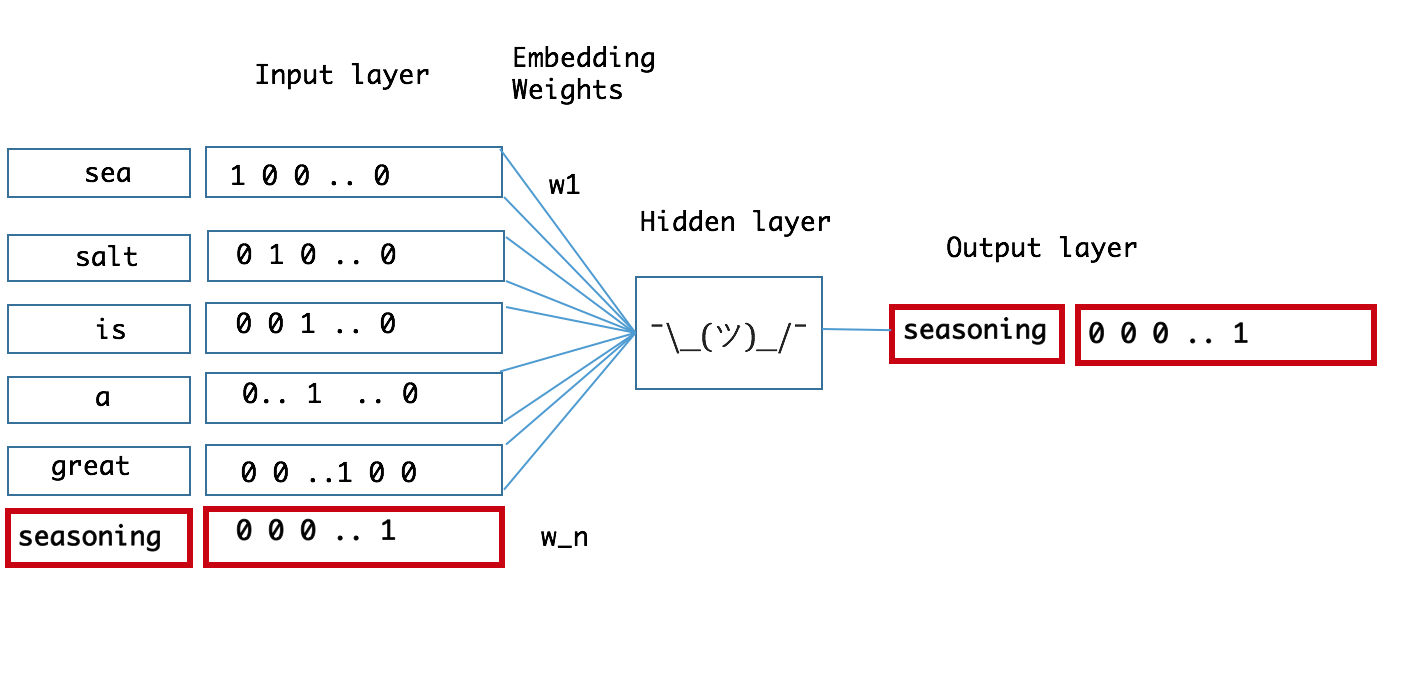 Input layer
Embedding
Weights
sea
1 0 0 .. 0
w1
salt
0 1 0 .. 0
Hidden layer
Output layer
is
0 0 1 .. 0
¯\_(ツ)_/¯
seasoning
0 0 0 .. 1
a
0.. 1 .. 0
great
0 0 ..1 0 0
seasoning
0 0 0 .. 1
w_n